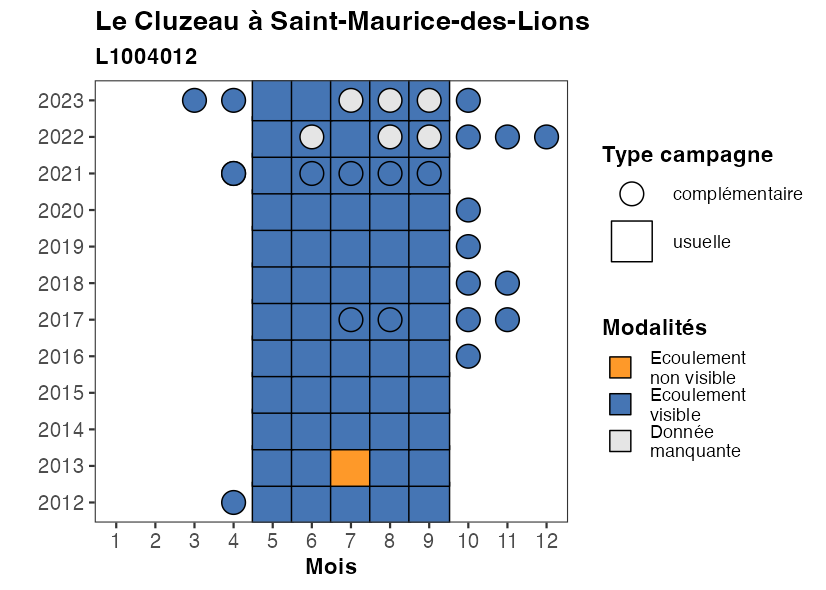 Le Cluzeau à Saint-Maurice-des-Lions
L1004012
2023
2022
2021
2020
2019
2018
2017
2016
2015
2014
2013
2012
1 2 3 4 5 6 7 8 9 10 11 12
Mois
Type campagne
complémentaire
usuelle
Modalités
Ecoulement
non visible
Ecoulement
visible
Donnée
manquante